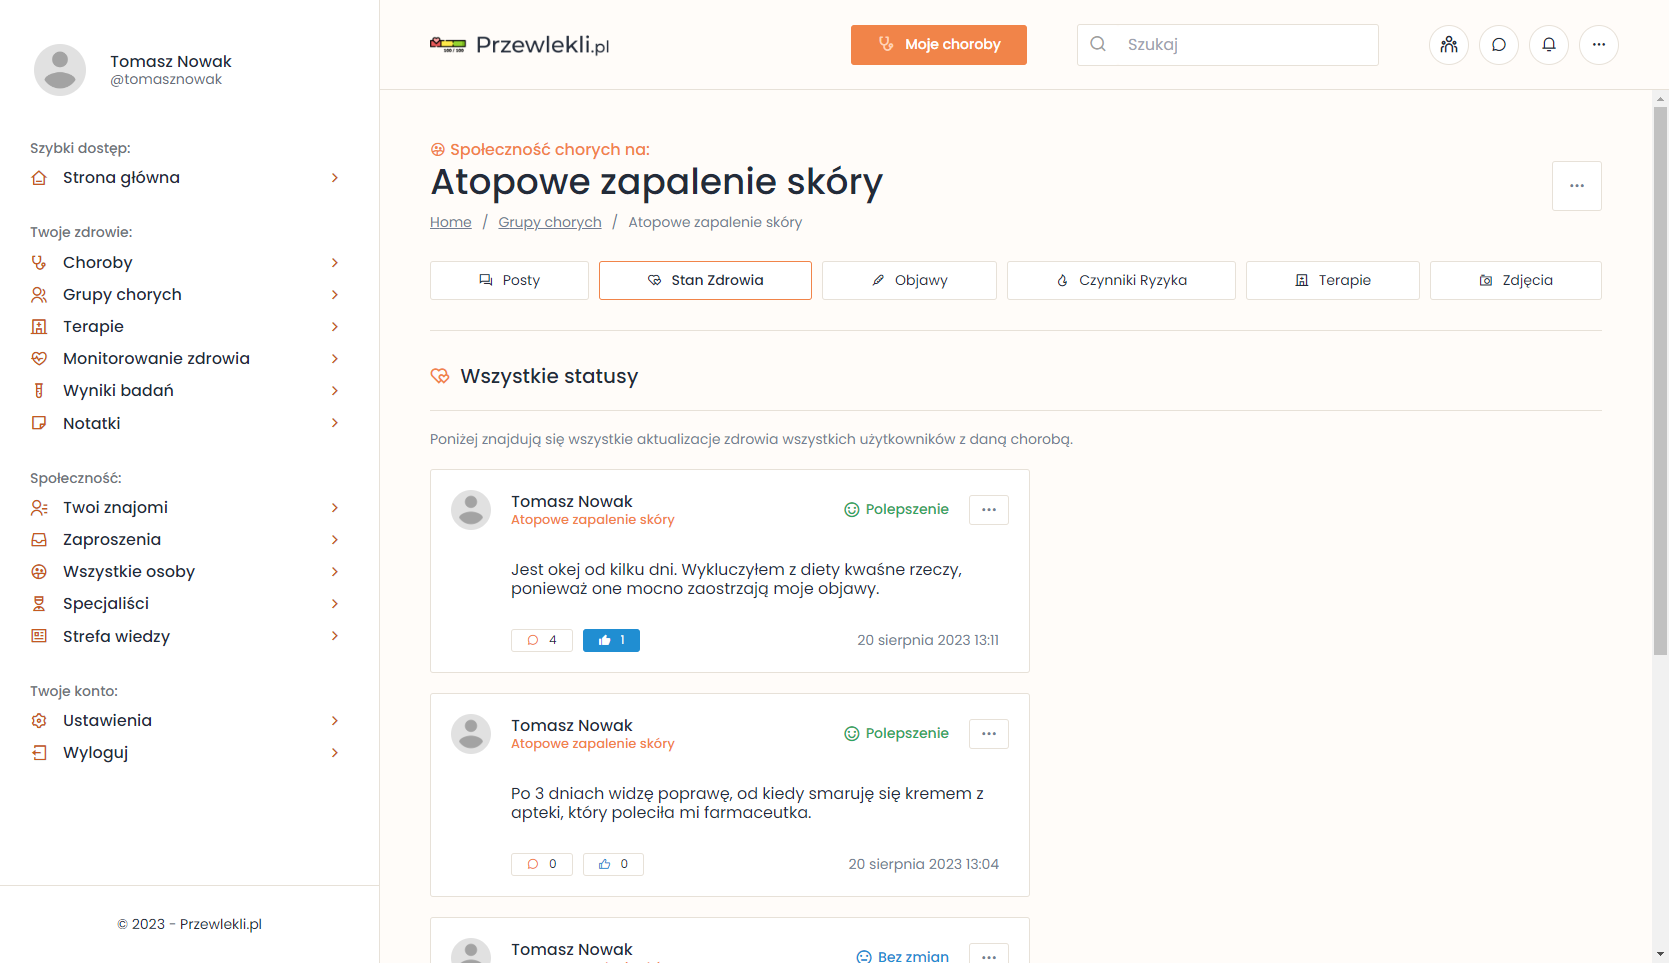 Tomasz Nowak
@tomasznowak
Szybki dostęp:
Strona główna
Twoje zdrowie:
Choroby
Grupy chorych
Terapie
Monitorowanie zdrowia
Wyniki badań
Notatki
Społeczność:
Twoi znajomi
Zaproszenia
Wszystkie osoby
Specjaliści
Strefa wiedzy
Twoje konto:
Ustawienia
Wyloguj
© 2023 - Przewlekli.pl
100 / 100
Przewlekli.pl
Moje choroby
Szukaj
Społeczność chorych na:
Atopowe zapalenie skóry
Home / Grupy chorych / Atopowe zapalenie skóry
Posty
Stan Zdrowia
Objawy
Czynniki Ryzyka
Terapie
Zdjęcia
Wszystkie statusy
Poniżej znajdują się wszystkie aktualizacje zdrowia wszystkich użytkowników z daną chorobą.
Tomasz Nowak
Atopowe zapalenie skóry
Polepszenie
Jest okej od kilku dni. Wykluczyłem z diety kwaśne rzeczy,
ponieważ one mocno zaostrzają moje objawy.
4
1
20 sierpnia 2023 13:11
Tomasz Nowak
Atopowe zapalenie skóry
Polepszenie
Po 3 dniach widzę poprawę, od kiedy smaruję się kremem z
apteki, który poleciła mi farmaceutka.
0
0
20 sierpnia 2023 13:04
Tomasz Nowak
Bez zmian